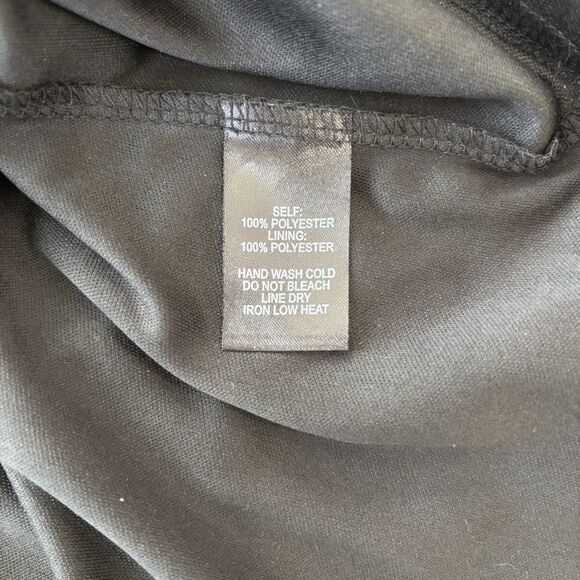 SELF:
100% POLYESTER
LINING:
100% POLYESTER
HAND WASH COLD
DO NOT BLEACH
LINE DRY
IRON LOW HEAT